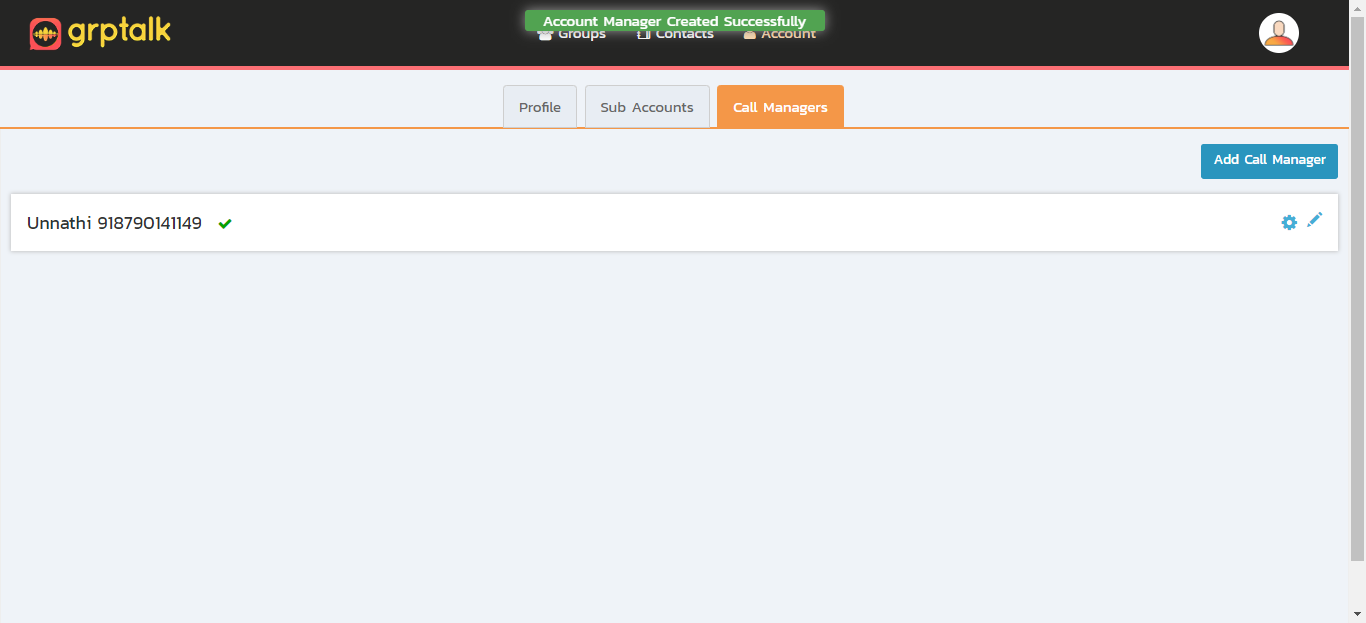 grptalk
Account Manager Created Successfully
Groups Contacts Account
Profile Sub Accounts Call Managers
Add Call Manager
Unnathi 918790141149